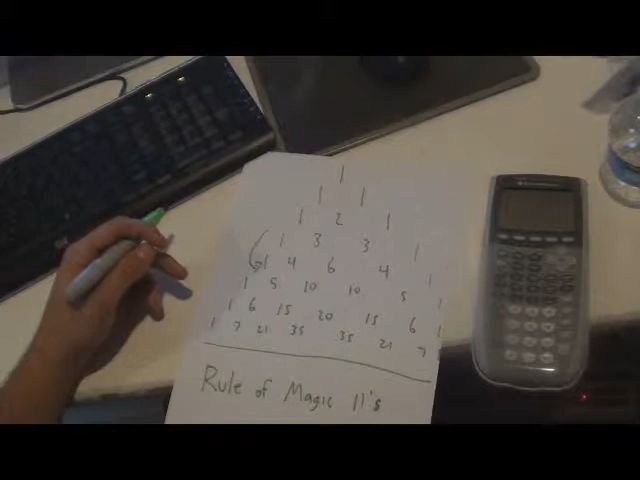 1
1 1
1 2 1
1 3 3 1
1 4 6 4 1
1 5 10 10 5 1
1 6 15 20 15 6 1
1 7 21 35 35 21 7 1
Rule of Magic 11's